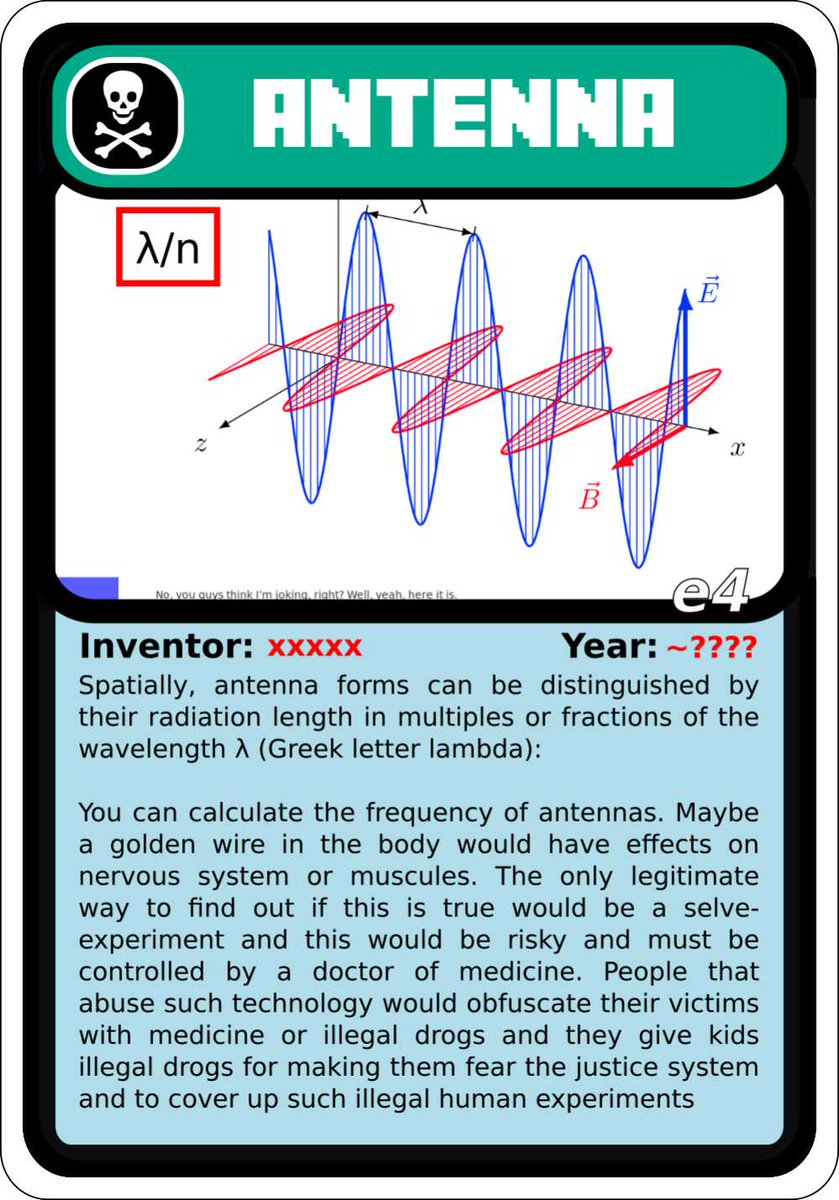 ANTENNA
λ/n
λ
E
z
x
B
No, you guys think I'm joking, right? Well, yeah, here it is.
e4
Inventor: xxxxx Year: ~????
Spatially, antenna forms can be distinguished by
their radiation length in multiples or fractions of the
wavelength λ (Greek letter lambda):
You can calculate the frequency of antennas. Maybe
a golden wire in the body would have effects on
nervous system or muscules. The only legitimate
way to find out if this is true would be a selve-
experiment and this would be risky and must be
controlled by a doctor of medicine. People that
abuse such technology would obfuscate their victims
with medicine or illegal drogs and they give kids
illegal drogs for making them fear the justice system
and to cover up such illegal human experiments